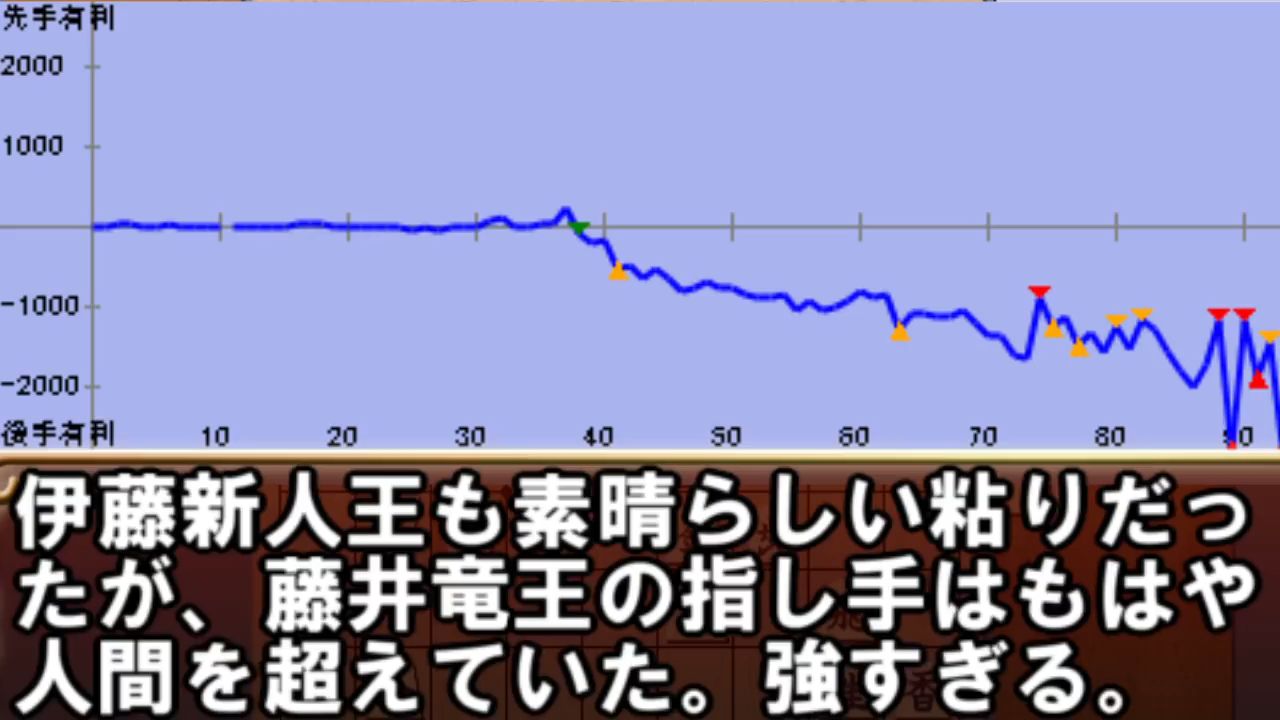 先手有利
2000
1000
-1000
-2000
後手有利
10 20 30 40 50 60 70 80 90
伊藤新人王も素晴らしい粘りだっ
たが、藤井竜王の指し手はもはや
人間を超えていた。強すぎる。